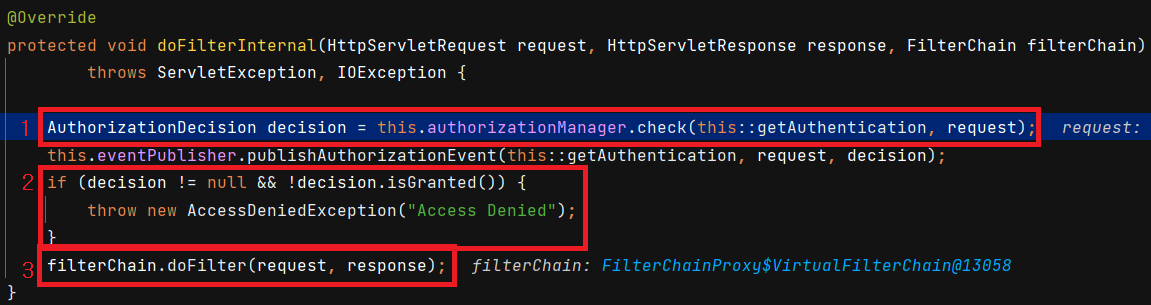 @Override
protected void doFilterInternal(HttpServletRequest request, HttpServletResponse response, FilterChain filterChain)
throws ServletException, IOException {
1 AuthorizationDecision decision = this.authorizationManager.check(this::getAuthentication, request); request:
this.eventPublisher.publishAuthorizationEvent(this::getAuthentication, request, decision);
2 if (decision != null && !decision.isGranted()) {
throw new AccessDeniedException("Access Denied");
}
3 filterChain.doFilter(request, response); filterChain: FilterChainProxy$VirtualFilterChain@13058
}